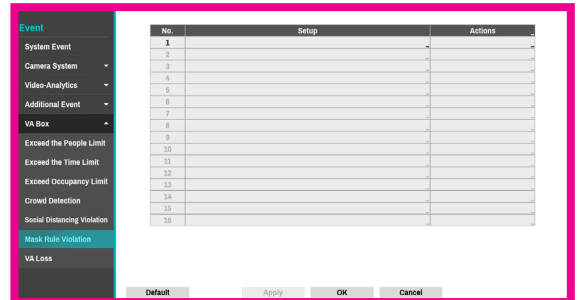 Event
System Event
Camera System
Video-Analytics
Additional Event
VA Box
Exceed the People Limit
Exceed the Time Limit
Exceed Occupancy Limit
Crowd Detection
Social Distancing Violation
Mask Rule Violation
VA Loss
No. Setup Actions ...
1 ... ...
2 ... ...
3 ... ...
4 ... ...
5 ... ...
6 ... ...
7 ... ...
8 ... ...
9 ... ...
10 ... ...
11 ... ...
12 ... ...
13 ... ...
14 ... ...
15 ... ...
16 ... ...
Default Apply OK Cancel